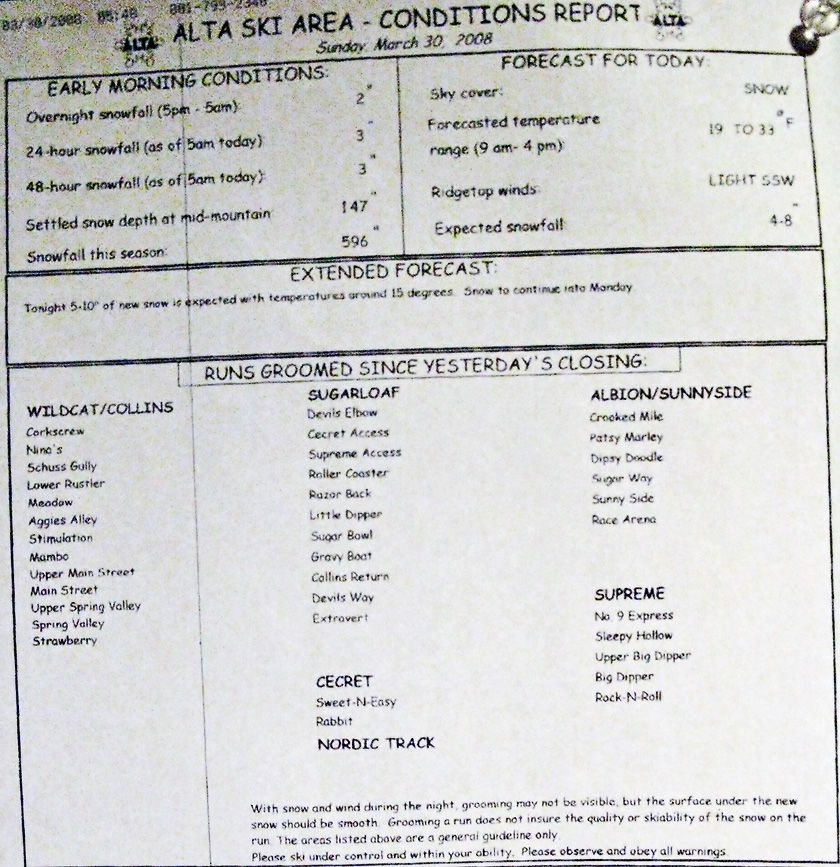 03/30/2008 05:48 801-799-2340
ALTA SKI AREA - CONDITIONS REPORT
ALTA
ALTA
Sunday, March 30, 2008
EARLY MORNING CONDITIONS:
Overnight snowfall (5pm - 5am): 2"
24-hour snowfall (as of 5am today): 3"
48-hour snowfall (as of 5am today): 3"
Settled snow depth at mid-mountain 147"
Snowfall this season: 596"
FORECAST FOR TODAY:
Sky cover: SNOW
Forecasted temperature
range (9 am- 4 pm): 19 TO 33 °F
Ridgetop winds: LIGHT SSW
Expected snowfall: 4-8"
EXTENDED FORECAST:
Tonight 5-10" of new snow is expected with temperatures around 15 degrees. Snow to continue into Monday.
RUNS GROOMED SINCE YESTERDAY'S CLOSING:
WILDCAT/COLLINS
Corkscrew
Nina's
Schuss Gully
Lower Rustler
Meadow
Aggies Alley
Stimulation
Mambo
Upper Main Street
Main Street
Upper Spring Valley
Spring Valley
Strawberry
SUGARLOAF
Devils Elbow
Cecret Access
Supreme Access
Roller Coaster
Razor Back
Little Dipper
Sugar Bowl
Gravy Boat
Collins Return
Devils Way
Extrovert
CECRET
Sweet-N-Easy
Rabbit
NORDIC TRACK
ALBION/SUNNYSIDE
Crooked Mile
Patsy Marley
Dipsy Doodle
Sugar Way
Sunny Side
Race Arena
SUPREME
No. 9 Express
Sleepy Hollow
Upper Big Dipper
Big Dipper
Rock-N-Roll
With snow and wind during the night, grooming may not be visible, but the surface under the new
snow should be smooth. Grooming a run does not insure the quality or skiability of the snow on the
run. The areas listed above are a general guideline only.
Please ski under control and within your ability. Please observe and obey all warnings.